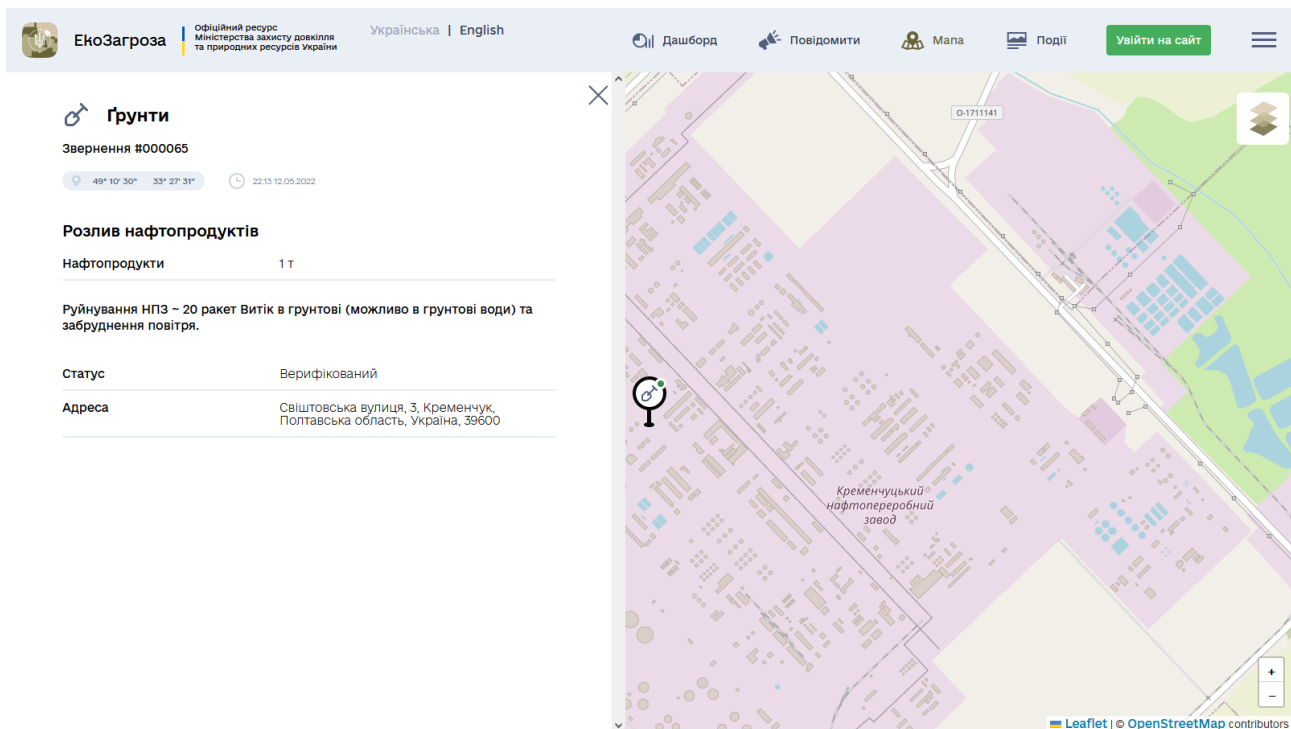 ЕкоЗагроза
Офіційний ресурс
Міністерства захисту довкілля
та природних ресурсів України
Українська | English
Дашборд
Повідомити
Мапа
Події
Увійти на сайт
Ґрунти
Звернення #000065
49° 10' 30" 33° 27' 31"
22:13 12.05.2022
Розлив нафтопродуктів
Нафтопродукти 1 т
Руйнування НПЗ ~ 20 ракет Витік в грунтові (можливо в грунтові води) та
забруднення повітря.
Статус Верифікований
Адреса Свіштовська вулиця, 3, Кременчук,
Полтавська область, Україна, 39600
О-1711141
Кременчуцький
нафтопереробний
завод
+
−
Leaflet | © OpenStreetMap contributors